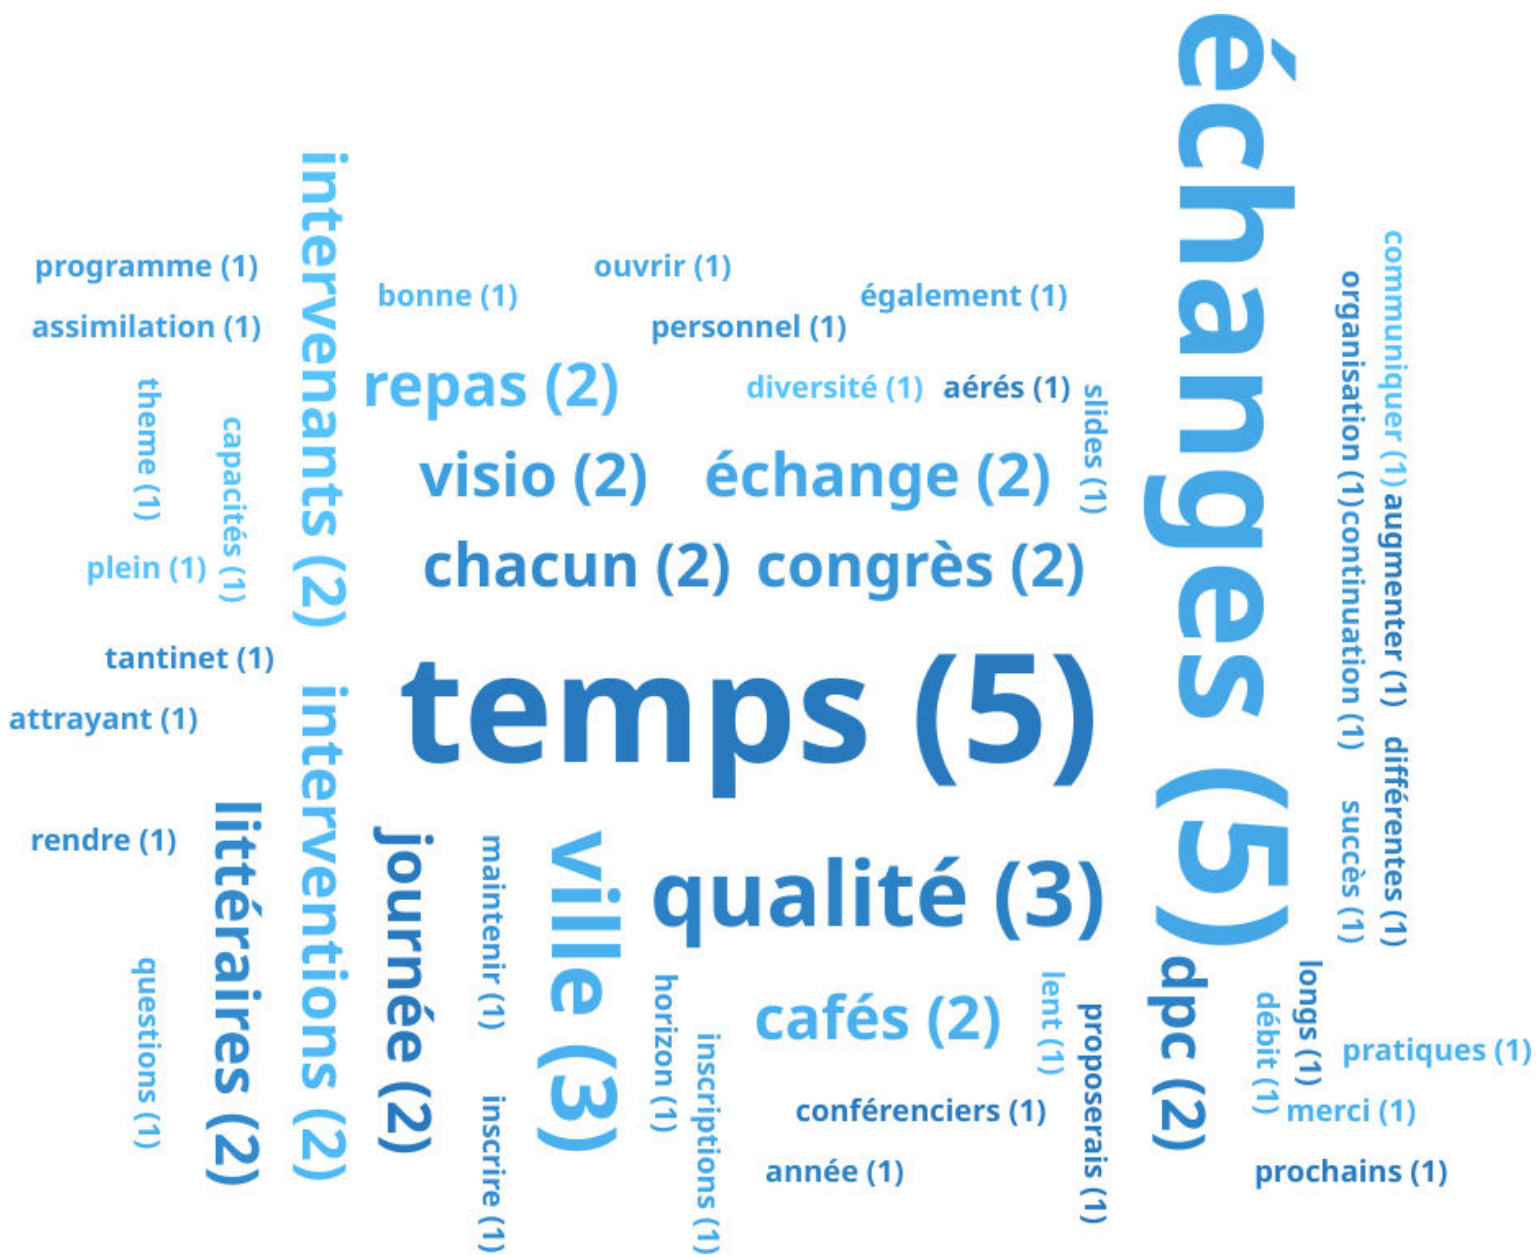 échanges (5)
interventants (2)
communiquer (1)
programme (1)
ouvrir (1)
organisation (1)
bonne (1)
également (1)
assimilation (1)
personnel (1)
repas (2)
theme (1)
diversité (1)
aérés (1)
slides (1)
capacités (1)
visio (2)
échange (2)
augmenter (1)
continuation (1)
plein (1)
chacun (2)
congrès (2)
tantinet (1)
temps (5)
interventions (2)
attrayant (1)
différentes (1)
littéraires (2)
succès (1)
rendre (1)
journée (2)
maintenir (1)
ville (3)
qualité (3)
questions (1)
dpc (2)
longs (1)
horizon (1)
cafés (2)
lent (1)
débit (1)
proposerais (1)
inscriptions (1)
pratiques (1)
inscrire (1)
conférenciers (1)
merci (1)
année (1)
prochains (1)